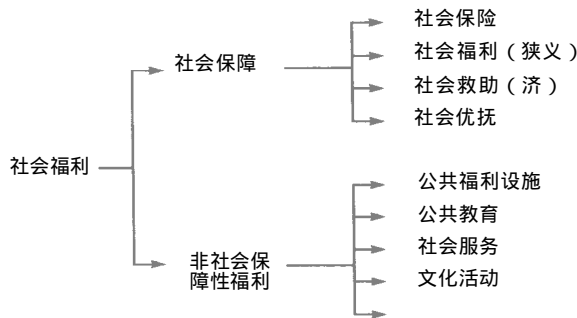 社会保险
社会保障
社会福利（狭义）
社会救助（济）
社会优抚
社会福利
公共福利设施
公共教育
非社会保
障性福利
社会服务
文化活动